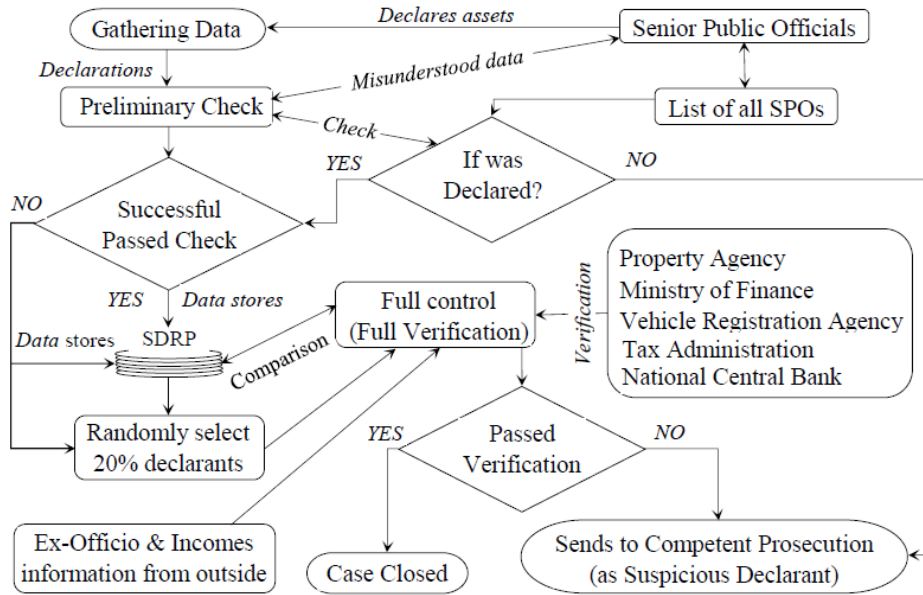 Declares assets
Gathering Data
Senior Public Officials
Declarations
Misunderstood data
Preliminary Check
List of all SPOs
Check
YES
If was
Declared?
NO
NO
Successful
Passed Check
Property Agency
Ministry of Finance
Vehicle Registration Agency
Tax Administration
National Central Bank
Verification
YES
Data stores
Full control
(Full Verification)
Data stores
SDRP
Comparison
Randomly select
20% declarants
YES
Passed
Verification
NO
Ex-Officio & Incomes
information from outside
Case Closed
Sends to Competent Prosecution
(as Suspicious Declarant)